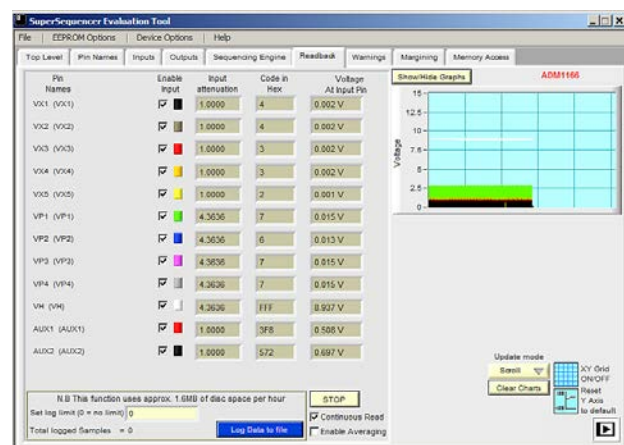 SuperSequencer Evaluation Tool
File EEPROM Options Device Options Help
Top Level Pin Names Inputs Outputs Sequencing Engine Readback Warnings Margining Memory Access
Pin Names Enable Input Input attenuation Code in Hex Voltage At Input Pin
VX1 (VX1) 1.0000 4 0.002 V
VX2 (VX2) 1.0000 4 0.002 V
VX3 (VX3) 1.0000 3 0.002 V
VX4 (VX4) 1.0000 3 0.002 V
VX5 (VX5) 1.0000 2 0.001 V
VP1 (VP1) 4.3636 7 0.015 V
VP2 (VP2) 4.3636 6 0.013 V
VP3 (VP3) 4.3636 7 0.015 V
VP4 (VP4) 4.3636 7 0.015 V
VH (VH) 4.3636 FFF 8.937 V
AUX1 (AUX1) 1.0000 3F8 0.508 V
AUX2 (AUX2) 1.0000 572 0.697 V
N.B This function uses approx. 1.6MB of disc space per hour
Set log limit (0 = no limit) 0
Total logged Samples = 0
Log Data to file
STOP
Continuous Read
Enable Averaging
Show/Hide Graphs
ADM1166
Voltage
15-
12.5-
10-
7.5-
5-
2.5-
0-
Update mode
Scroll
Clear Charts
XY Grid
ON/OFF
Reset
Y Axis
to default